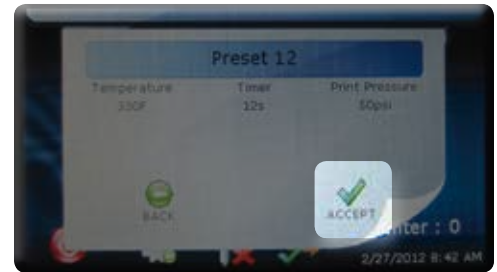 Preset 12
Temperature Timer Print Pressure
330F 12s 50psi
BACK ACCEPT
nter : 0
2/27/2012 8:42 AM